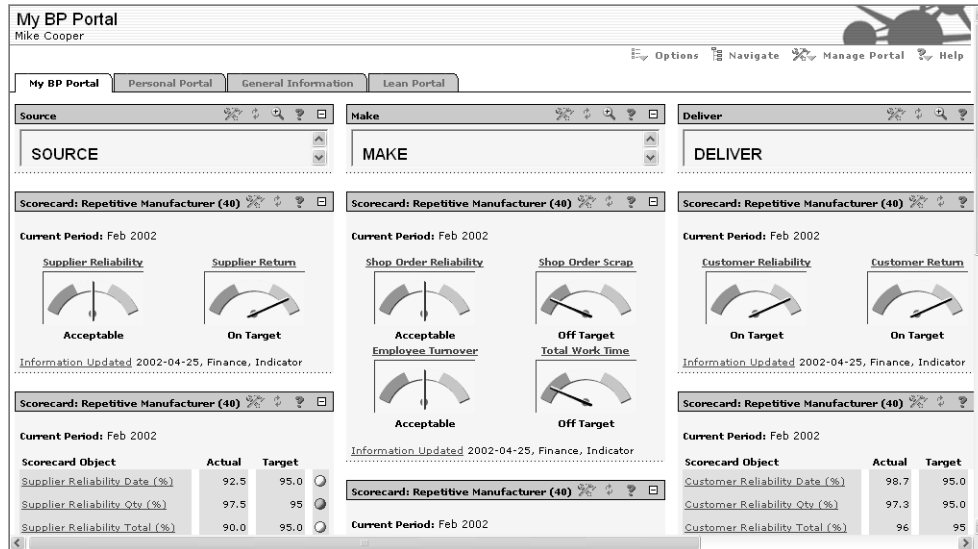 My BP Portal
Mike Cooper
Options Navigate Manage Portal Help
My BP Portal Personal Portal General Information Lean Portal
Source
SOURCE
Scorecard: Repetitive Manufacturer (40)
Current Period: Feb 2002
Supplier Reliability Supplier Return
Acceptable On Target
Information Updated 2002-04-25, Finance, Indicator
Scorecard: Repetitive Manufacturer (40)
Current Period: Feb 2002
Scorecard Object Actual Target
Supplier Reliability Date (%) 92.5 95.0
Supplier Reliability Qty (%) 97.5 95
Supplier Reliability Total (%) 90.0 95.0
Make
MAKE
Scorecard: Repetitive Manufacturer (40)
Current Period: Feb 2002
Shop Order Reliability Shop Order Scrap
Acceptable Off Target
Employee Turnover Total Work Time
Acceptable Off Target
Information Updated 2002-04-25, Finance, Indicator
Scorecard: Repetitive Manufacturer (40)
Current Period: Feb 2002
Deliver
DELIVER
Scorecard: Repetitive Manufacturer (40)
Current Period: Feb 2002
Customer Reliability Customer Return
On Target On Target
Information Updated 2002-04-25, Finance, Indicator
Scorecard: Repetitive Manufacturer (40)
Current Period: Feb 2002
Scorecard Object Actual Target
Customer Reliability Date (%) 98.7 95.0
Customer Reliability Qty (%) 97.3 95.0
Customer Reliability Total (%) 96 95